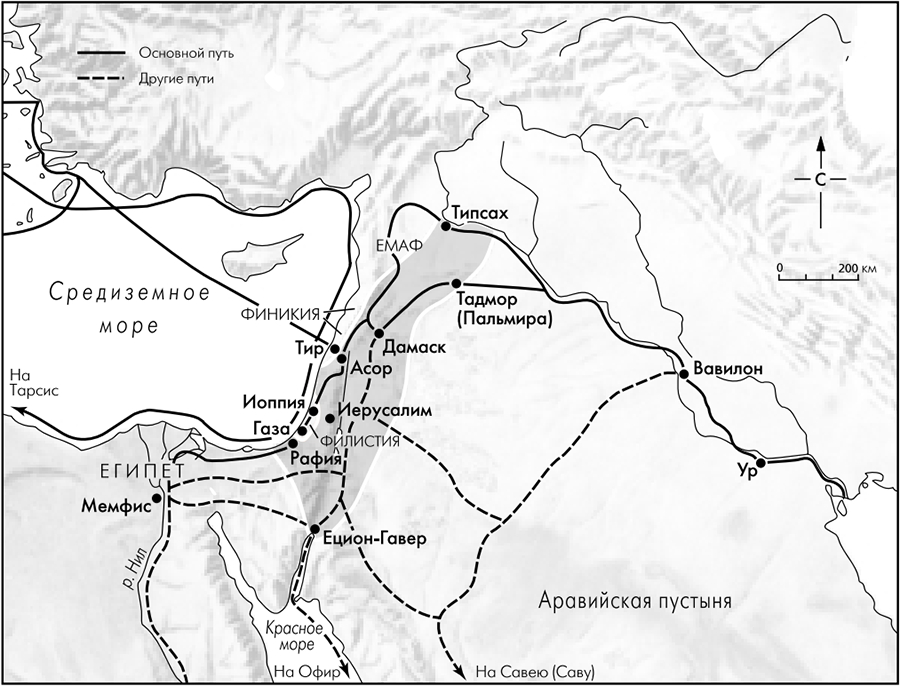 Основной путь
Другие пути
С
0 200 км
Типсах
ЕМАФ
Средиземное
море
ФИНИКИЯ
Тадмор
(Пальмира)
Тир
Дамаск
Асор
Вавилон
На
Тарсис
Иоппия
Иерусалим
Газа
ФИЛИСТИЯ
Рафия
ЕГИПЕТ
Ур
Мемфис
Ецион-Гавер
р. Нил
Аравийская пустыня
Красное
море
На Офир
На Савею (Саву)